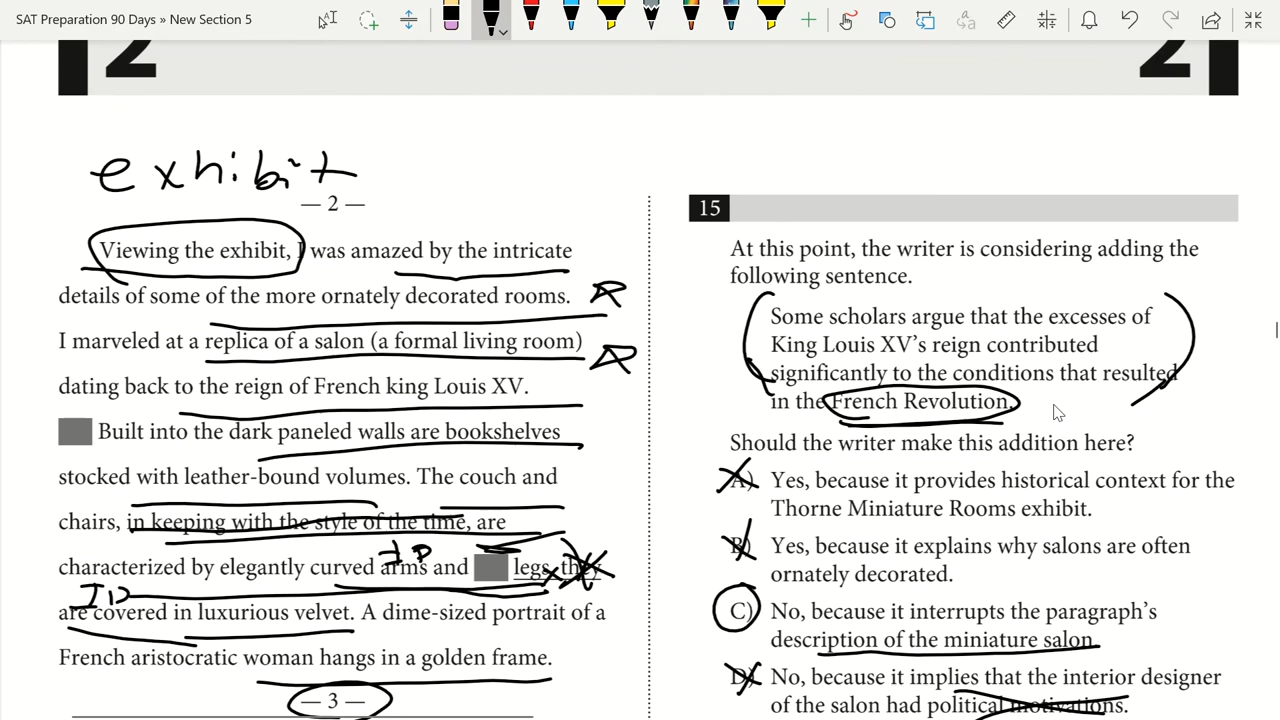 SAT Preparation 90 Days » New Section 5
2
2
exhibit
— 2 —
Viewing the exhibit, I was amazed by the intricate
details of some of the more ornately decorated rooms.
I marveled at a replica of a salon (a formal living room)
dating back to the reign of French king Louis XV.
Built into the dark paneled walls are bookshelves
stocked with leather-bound volumes. The couch and
chairs, in keeping with the style of the time, are
characterized by elegantly curved arms and legs, they
are covered in luxurious velvet. A dime-sized portrait of a
French aristocratic woman hangs in a golden frame.
— 3 —
15
At this point, the writer is considering adding the
following sentence.
Some scholars argue that the excesses of
King Louis XV’s reign contributed
significantly to the conditions that resulted
in the French Revolution.
Should the writer make this addition here?
A) Yes, because it provides historical context for the
Thorne Miniature Rooms exhibit.
B) Yes, because it explains why salons are often
ornately decorated.
C) No, because it interrupts the paragraph’s
description of the miniature salon.
D) No, because it implies that the interior designer
of the salon had political motivations.